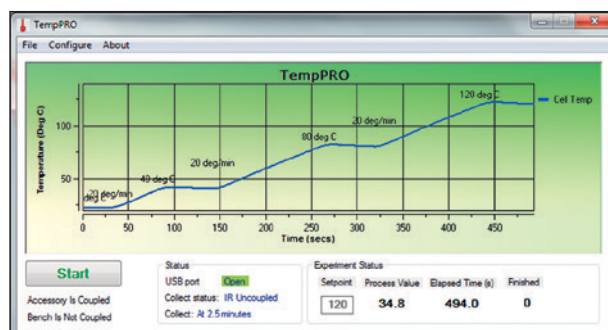 TempPRO
File Configure About
TempPRO
Temperature (Deg C)
100
50
deg C
20 deg/min
40 deg C
20 deg/min
80 deg C
20 deg/min
120 deg C
Cell Temp
0 50 100 150 200 250 300 350 400 450
Time (secs)
Start
Accessory Is Coupled
Bench Is Not Coupled
Status
USB port Open
Collect status: IR Uncoupled
Collect: At 2.5 minutes
Experiment Status
Setpoint Process Value Elapsed Time (s) Finished
120 34.8 494.0 0